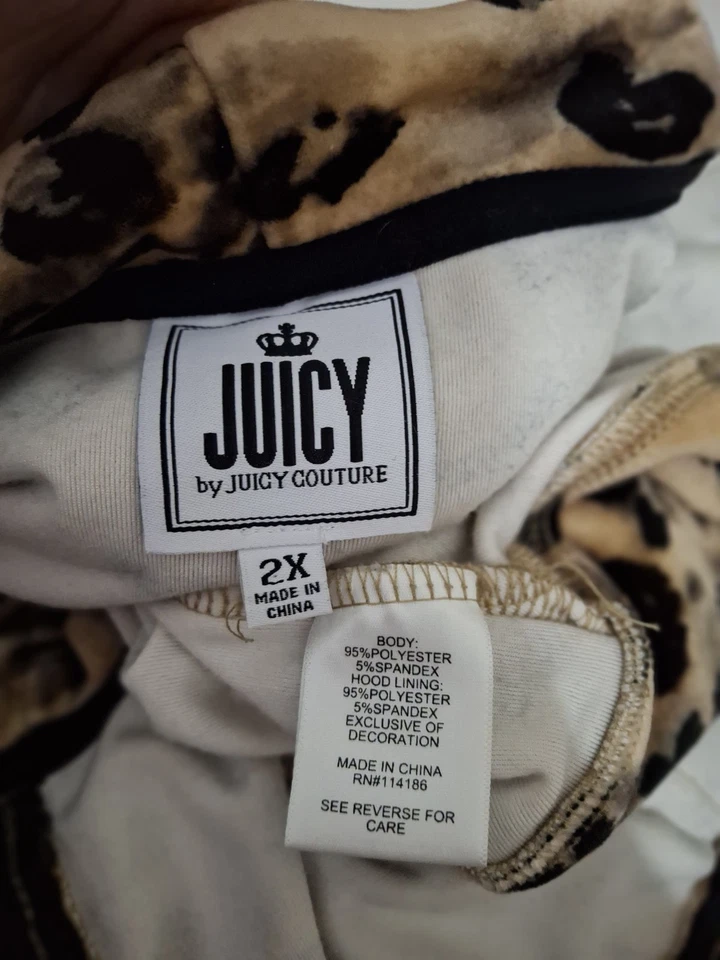 JUICY
by JUICY COUTURE
2X
MADE IN
CHINA
BODY:
95%POLYESTER
5%SPANDEX
HOOD LINING:
95%POLYESTER
5%SPANDEX
EXCLUSIVE OF
DECORATION
MADE IN CHINA
RN#114186
SEE REVERSE FOR
CARE